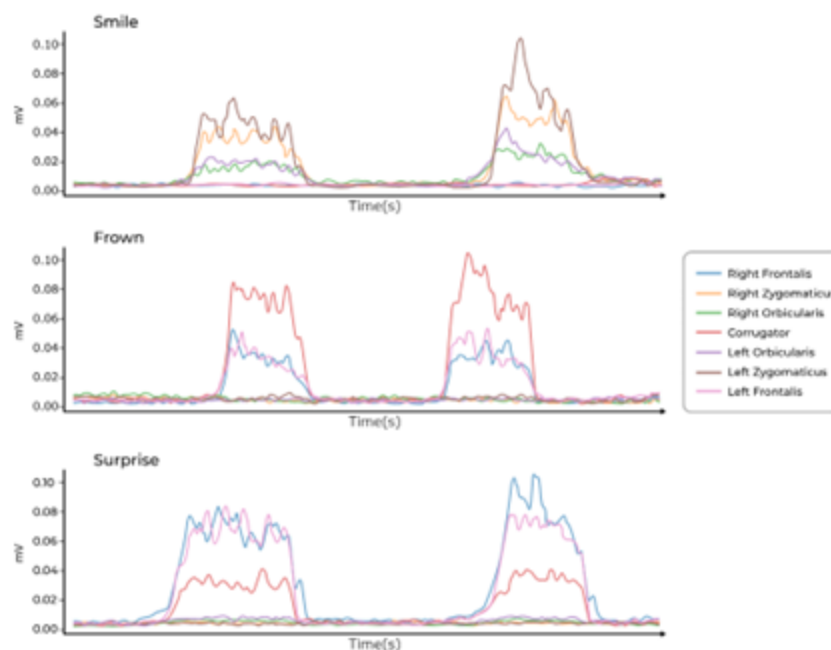 Smile
0.10
0.08
0.06
0.04
0.02
0.00
mV
Time(s)
Frown
0.10
0.08
0.06
0.04
0.02
0.00
mV
Time(s)
Right Frontalis
Right Zygomaticu
Right Orbicularis
Corrugator
Left Orbicularis
Left Zygomaticus
Left Frontalis
Surprise
0.10
0.08
0.06
0.04
0.02
0.00
mV
Time(s)